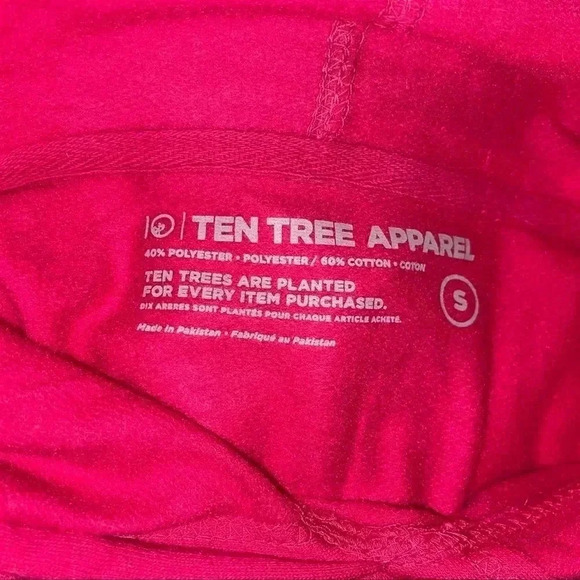 10 | TEN TREE APPAREL
40% POLYESTER • POLYESTER / 60% COTTON • COTON
TEN TREES ARE PLANTED
FOR EVERY ITEM PURCHASED.
DIX ARBRES SONT PLANTÉS POUR CHAQUE ARTICLE ACHETÉ.
Made in Pakistan • Fabriqué au Pakistan
S